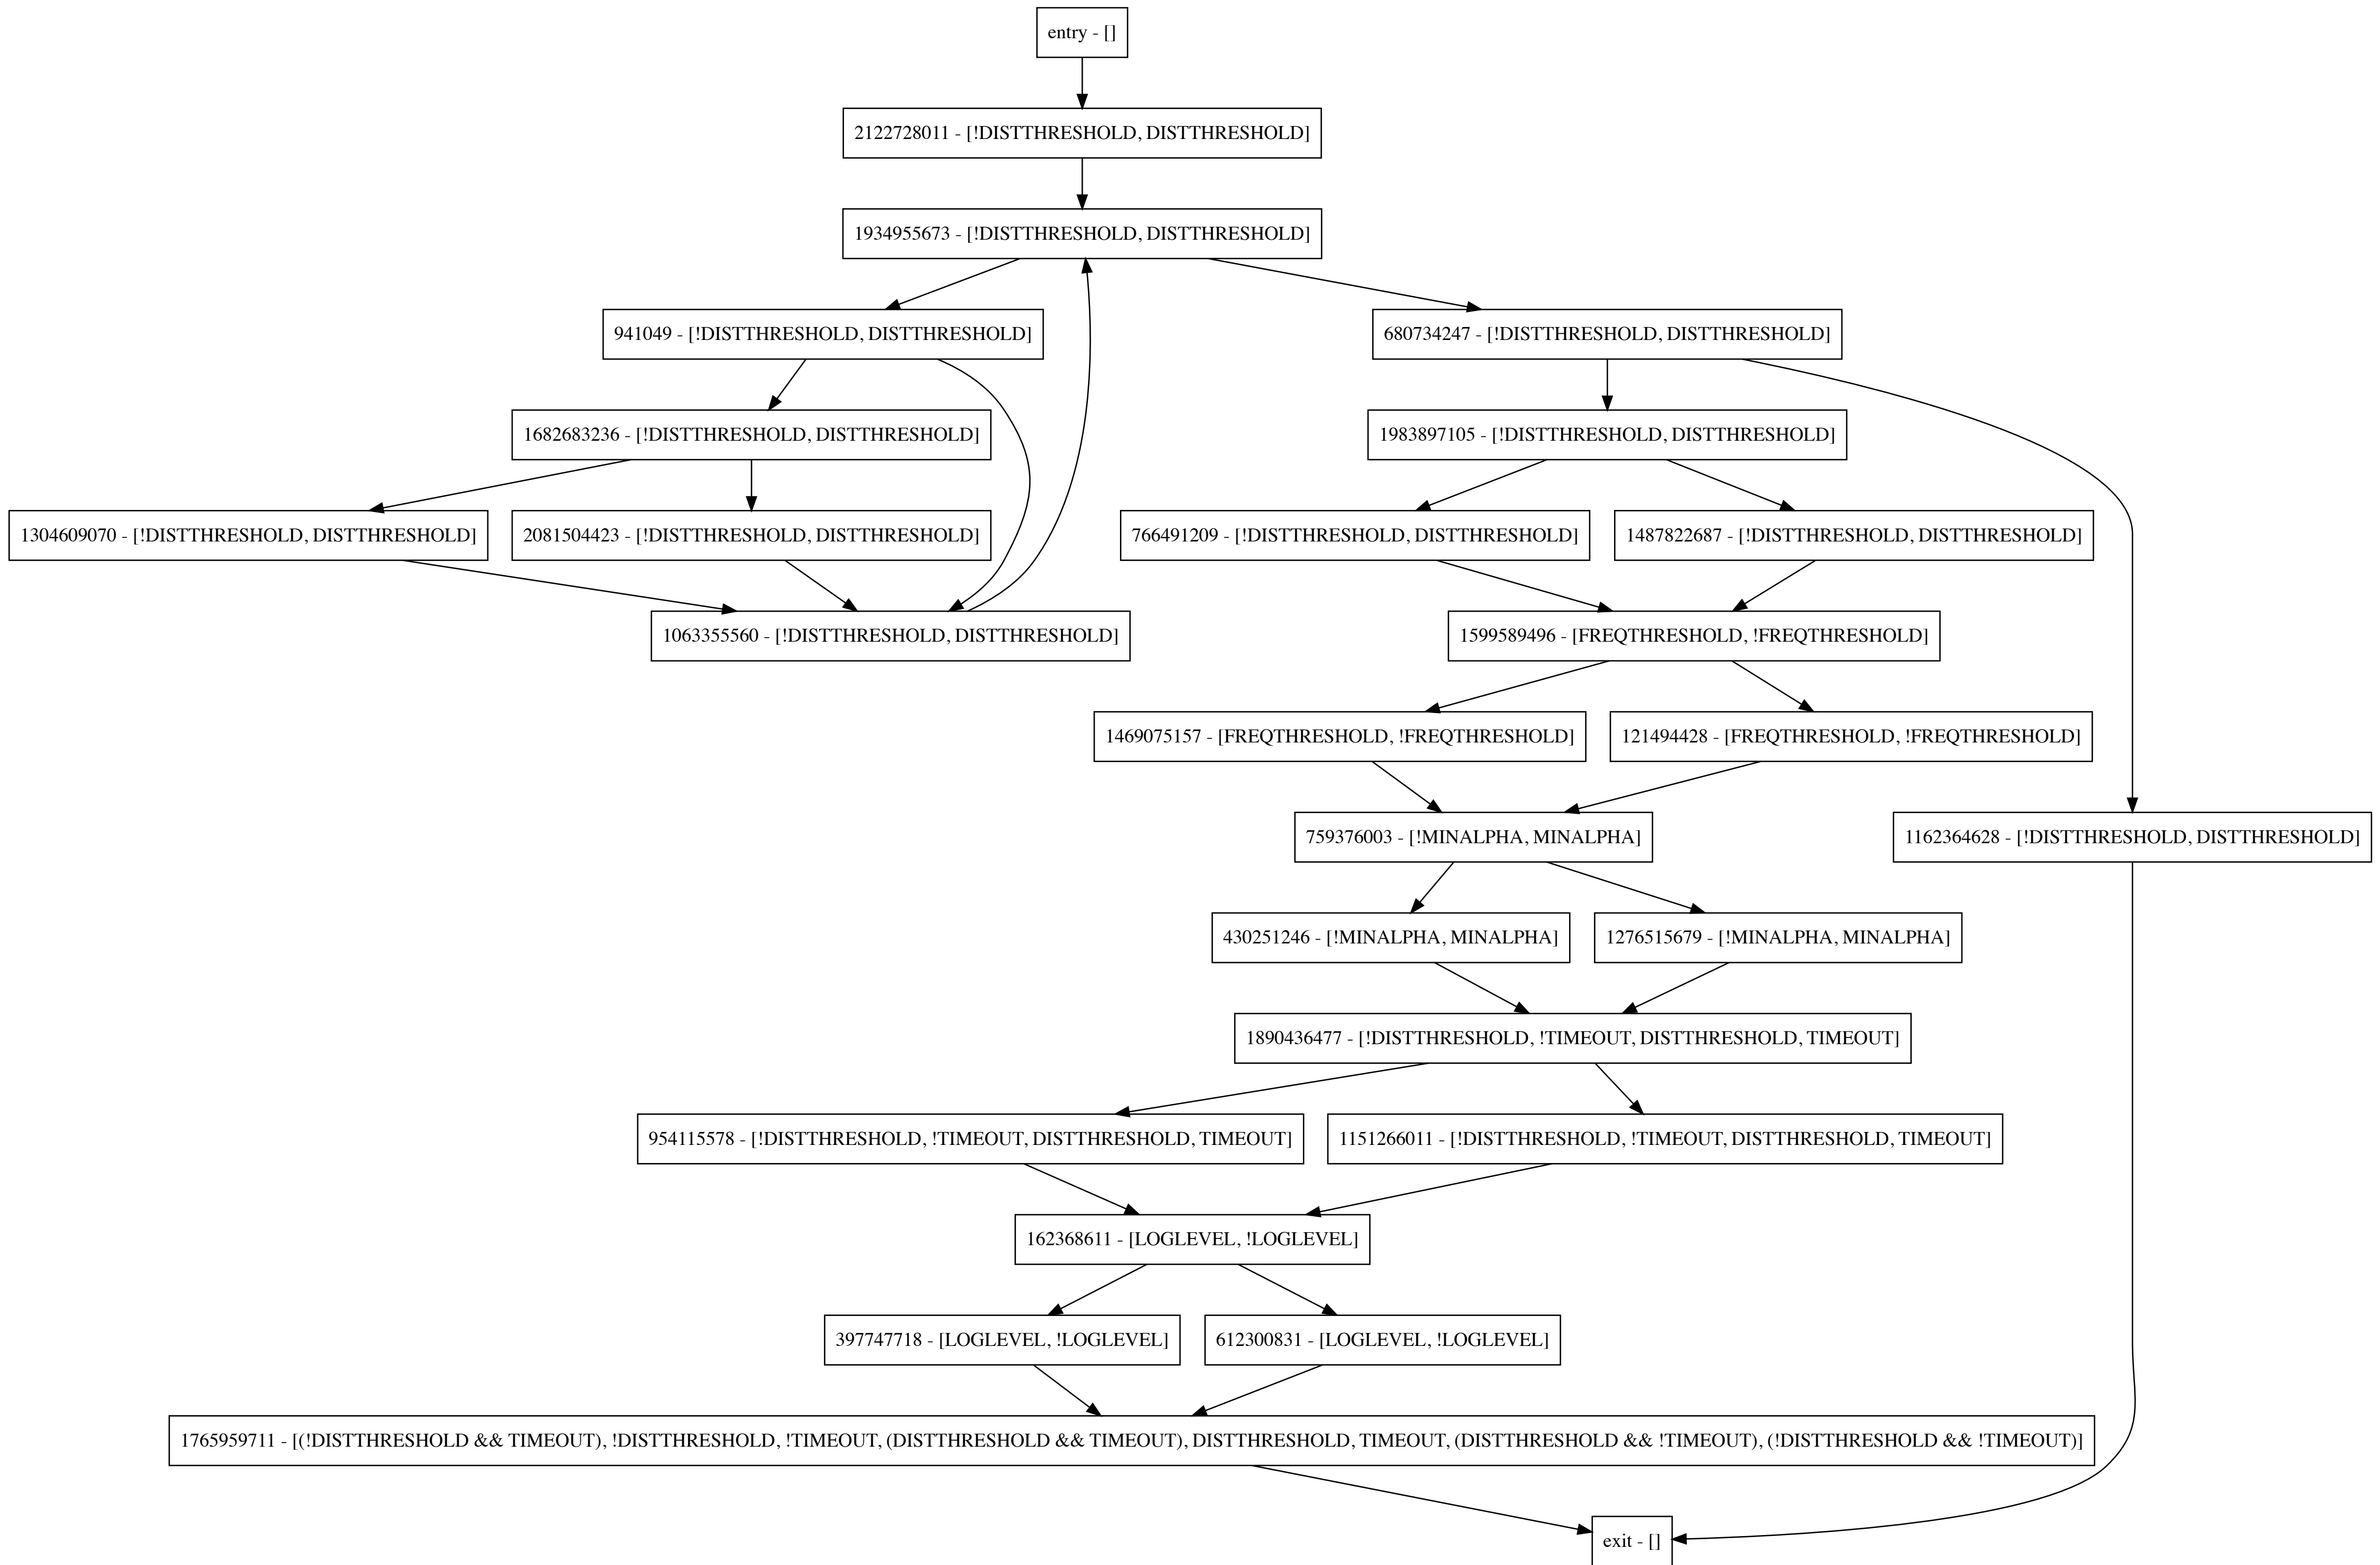 entry - []
2122728011 - [!DISTTHRESHOLD, DISTTHRESHOLD]
1934955673 - [!DISTTHRESHOLD, DISTTHRESHOLD]
941049 - [!DISTTHRESHOLD, DISTTHRESHOLD]
680734247 - [!DISTTHRESHOLD, DISTTHRESHOLD]
1682683236 - [!DISTTHRESHOLD, DISTTHRESHOLD]
1983897105 - [!DISTTHRESHOLD, DISTTHRESHOLD]
1304609070 - [!DISTTHRESHOLD, DISTTHRESHOLD]
2081504423 - [!DISTTHRESHOLD, DISTTHRESHOLD]
766491209 - [!DISTTHRESHOLD, DISTTHRESHOLD]
1487822687 - [!DISTTHRESHOLD, DISTTHRESHOLD]
1063355560 - [!DISTTHRESHOLD, DISTTHRESHOLD]
1599589496 - [FREQTHRESHOLD, !FREQTHRESHOLD]
1469075157 - [FREQTHRESHOLD, !FREQTHRESHOLD]
121494428 - [FREQTHRESHOLD, !FREQTHRESHOLD]
759376003 - [!MINALPHA, MINALPHA]
1162364628 - [!DISTTHRESHOLD, DISTTHRESHOLD]
430251246 - [!MINALPHA, MINALPHA]
1276515679 - [!MINALPHA, MINALPHA]
1890436477 - [!DISTTHRESHOLD, !TIMEOUT, DISTTHRESHOLD, TIMEOUT]
954115578 - [!DISTTHRESHOLD, !TIMEOUT, DISTTHRESHOLD, TIMEOUT]
1151266011 - [!DISTTHRESHOLD, !TIMEOUT, DISTTHRESHOLD, TIMEOUT]
162368611 - [LOGLEVEL, !LOGLEVEL]
397747718 - [LOGLEVEL, !LOGLEVEL]
612300831 - [LOGLEVEL, !LOGLEVEL]
1765959711 - [(!DISTTHRESHOLD && TIMEOUT), !DISTTHRESHOLD, !TIMEOUT, (DISTTHRESHOLD && TIMEOUT), DISTTHRESHOLD, TIMEOUT, (DISTTHRESHOLD && !TIMEOUT), (!DISTTHRESHOLD && !TIMEOUT)]
exit - []